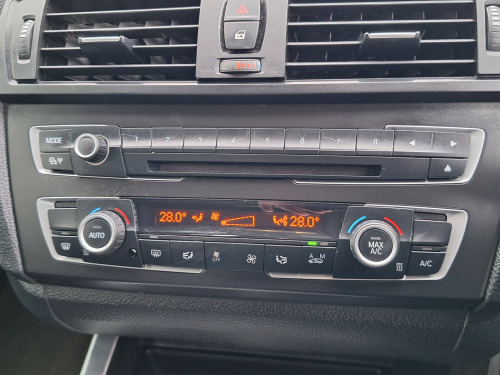 MODE 1 2 3 4 5 6 7 8
28.0° 28.0°
AUTO
MAX A/C
OFF A M A/C